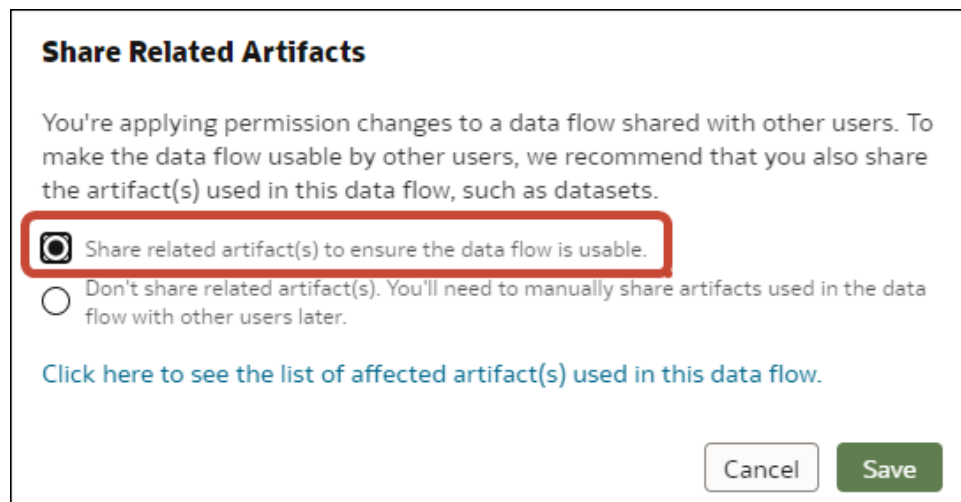 Share Related Artifacts
You're applying permission changes to a data flow shared with other users. To
make the data flow usable by other users, we recommend that you also share
the artifact(s) used in this data flow, such as datasets.
Share related artifact(s) to ensure the data flow is usable.
Don't share related artifact(s). You'll need to manually share artifacts used in the data
flow with other users later.
Click here to see the list of affected artifact(s) used in this data flow.
Cancel
Save